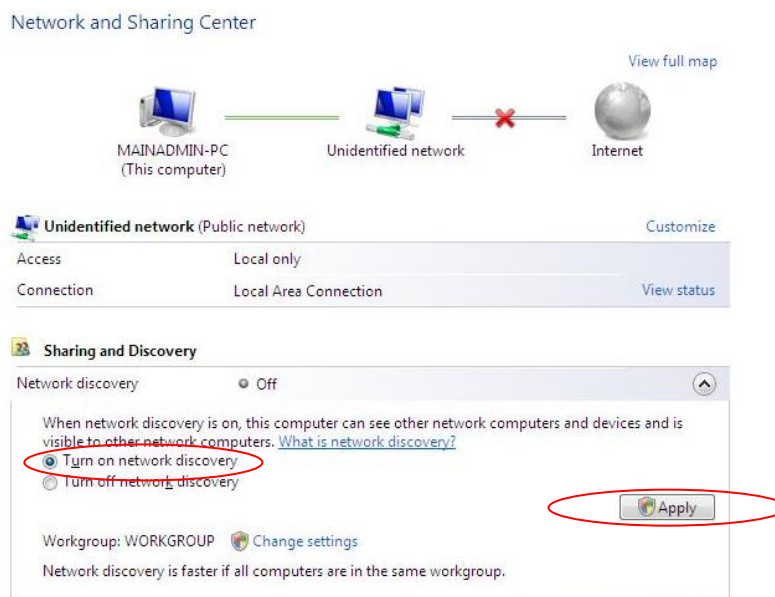 Network and Sharing Center
View full map
MAINADMIN-PC
(This computer)
Unidentified network
Internet
Unidentified network (Public network) Customize
Access Local only
Connection Local Area Connection View status
Sharing and Discovery
Network discovery Off
When network discovery is on, this computer can see other network computers and devices and is
visible to other network computers. What is network discovery?
Turn on network discovery
Turn off network discovery
Apply
Workgroup: WORKGROUP Change settings
Network discovery is faster if all computers are in the same workgroup.